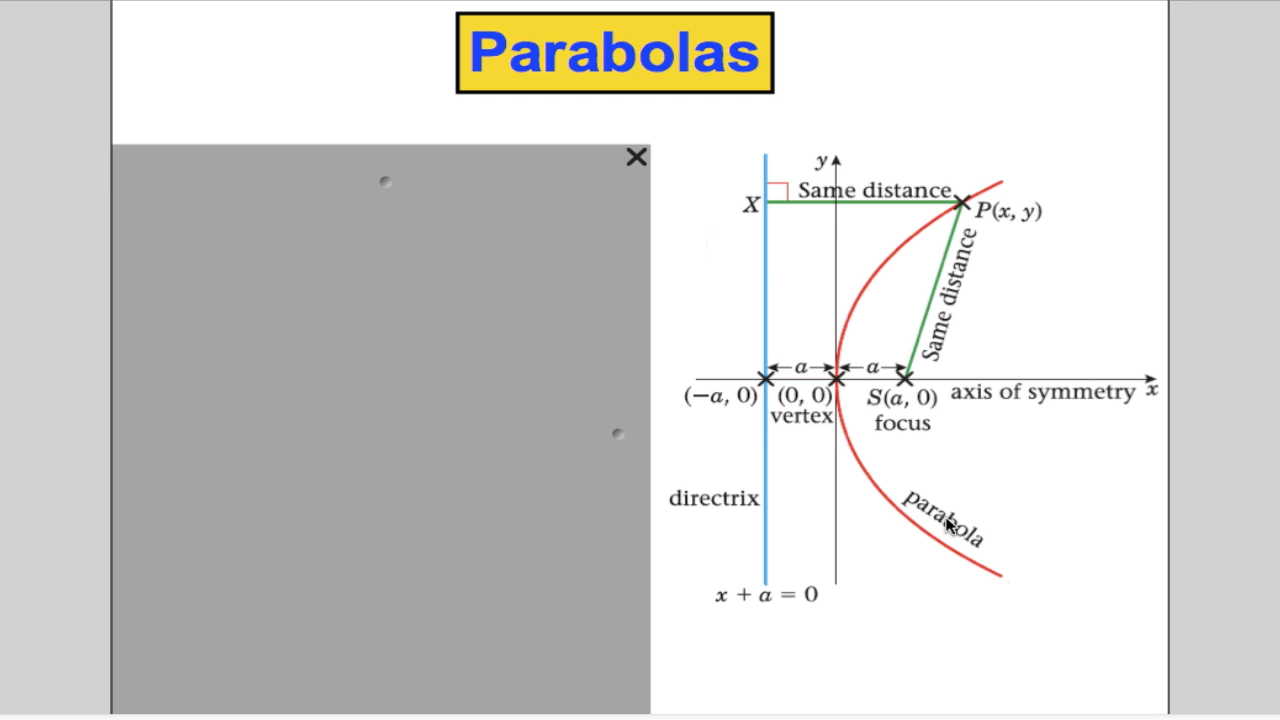 Parabolas
y
Same distance
X
P(x, y)
Same distance
a
a
(−a, 0)
(0, 0)
S(a, 0)
axis of symmetry x
vertex
focus
directrix
parabola
x + a = 0